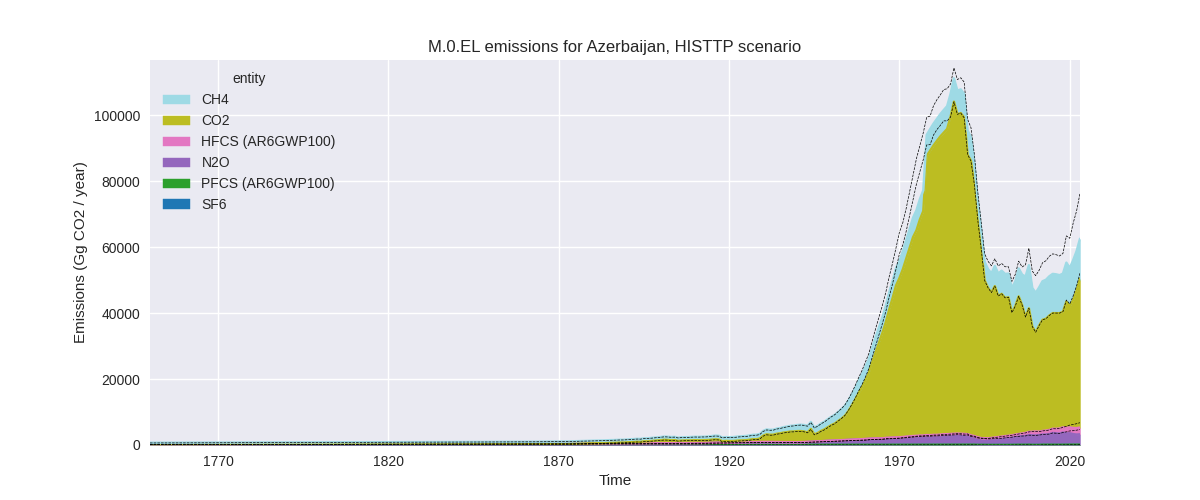 M.0.EL emissions for Azerbaijan, HISTTP scenario
entity
CH4
CO2
HFCS (AR6GWP100)
N2O
PFCS (AR6GWP100)
SF6
Emissions (Gg CO2 / year)
100000
80000
60000
40000
20000
0
1770
1820
1870
1920
1970
2020
Time